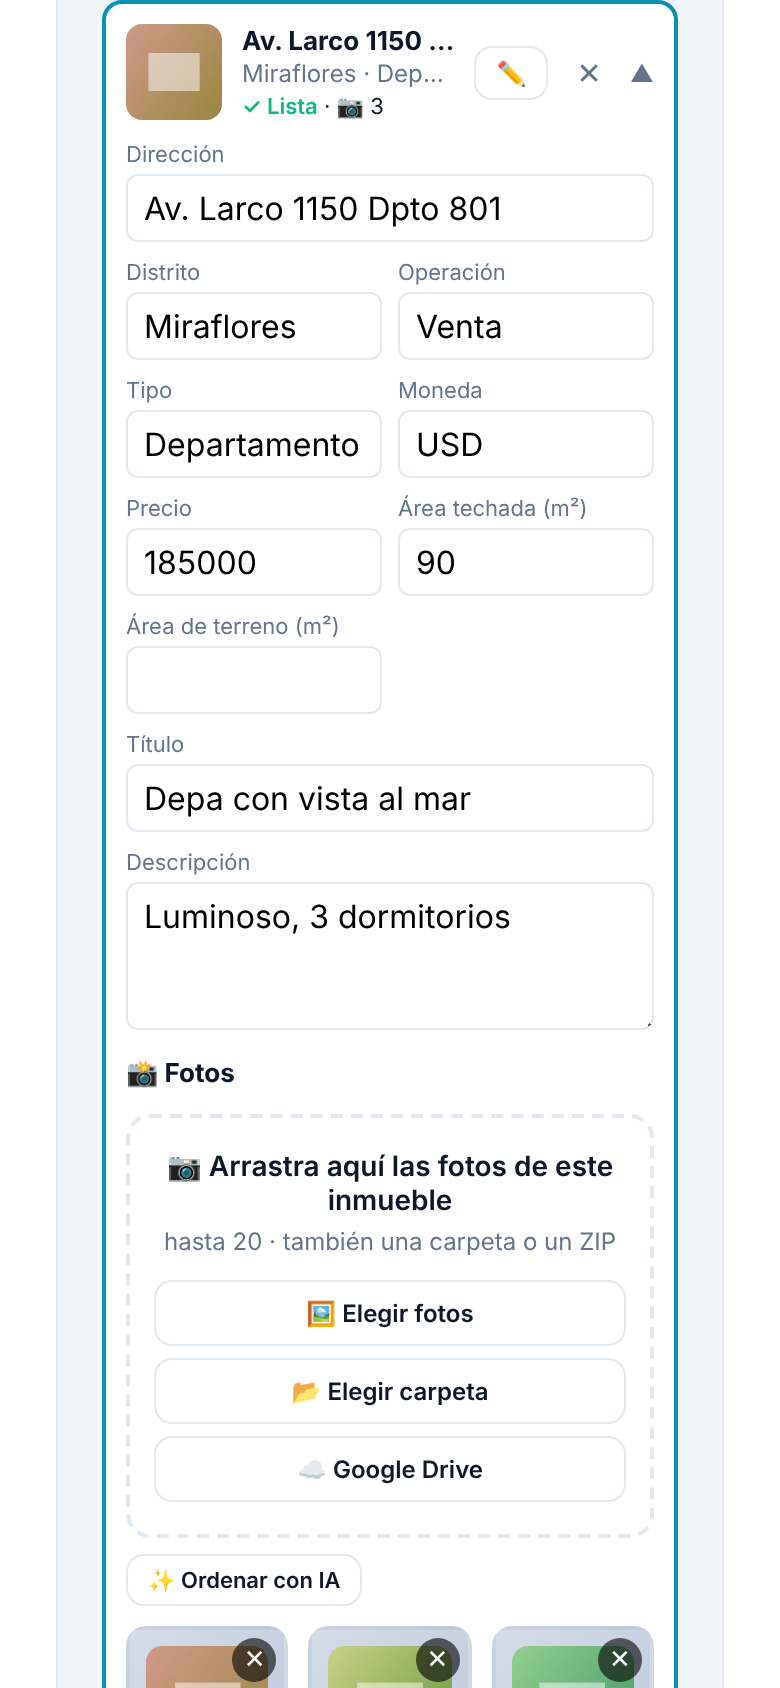 Av. Larco 1150 ...
Miraflores · Dep...
✓ Lista · 📷 3
Dirección
Av. Larco 1150 Dpto 801
Distrito
Operación
Miraflores
Venta
Tipo
Moneda
Departamento
USD
Precio
Área techada (m²)
185000
90
Área de terreno (m²)
Título
Depa con vista al mar
Descripción
Luminoso, 3 dormitorios
📸 Fotos
📷 Arrastra aquí las fotos de este
inmueble
hasta 20 · también una carpeta o un ZIP
🖼️ Elegir fotos
📂 Elegir carpeta
☁️ Google Drive
✨ Ordenar con IA